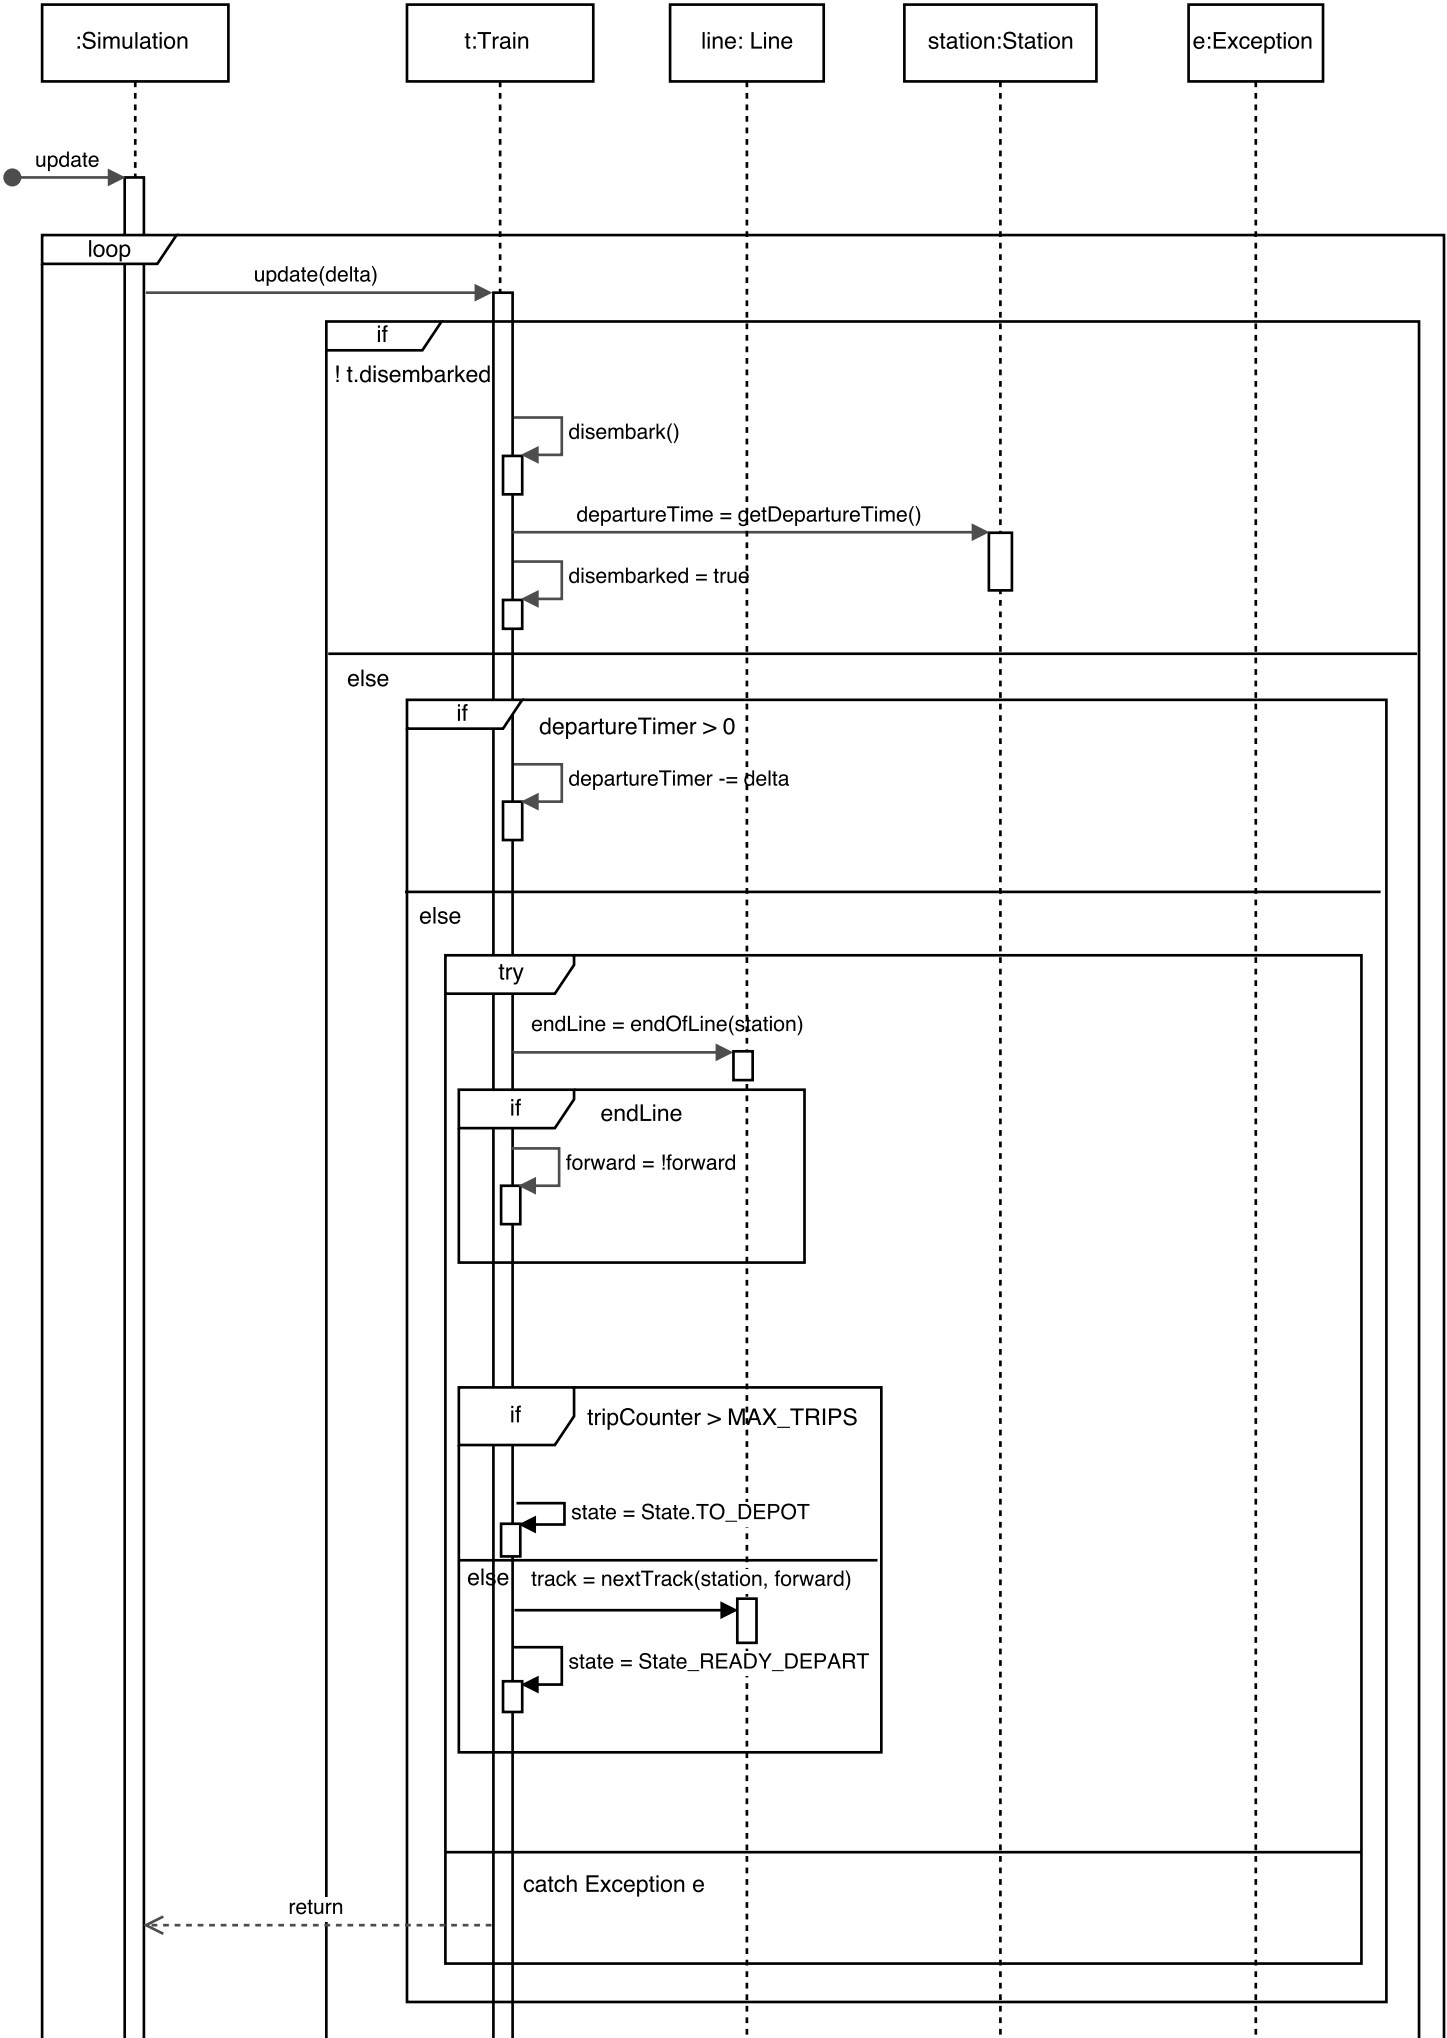 :Simulation
t:Train
line: Line
station:Station
e:Exception
update
loop
update(delta)
if
! t.disembarked
disembark()
departureTime = getDepartureTime()
disembarked = true
else
if
departureTimer > 0
departureTimer -= delta
else
try
endLine = endOfLine(station)
if
endLine
forward = !forward
if
tripCounter > MAX_TRIPS
state = State.TO_DEPOT
else
track = nextTrack(station, forward)
state = State_READY_DEPART
catch Exception e
return